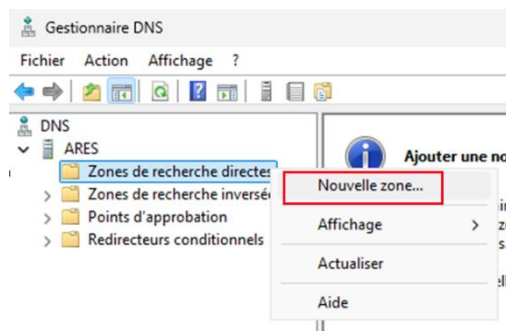 Gestionnaire DNS
Fichier Action Affichage ?
DNS
ARES
Zones de recherche directes
Zones de recherche inversé
Points d'approbation
Redirecteurs conditionnels
Ajouter une no
Nouvelle zone...
Affichage
Actualiser
Aide